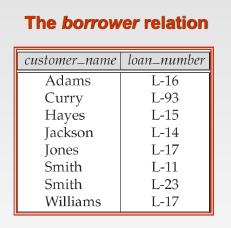 The borrower relation
customer_name loan_number
Adams L-16
Curry L-93
Hayes L-15
Jackson L-14
Jones L-17
Smith L-11
Smith L-23
Williams L-17